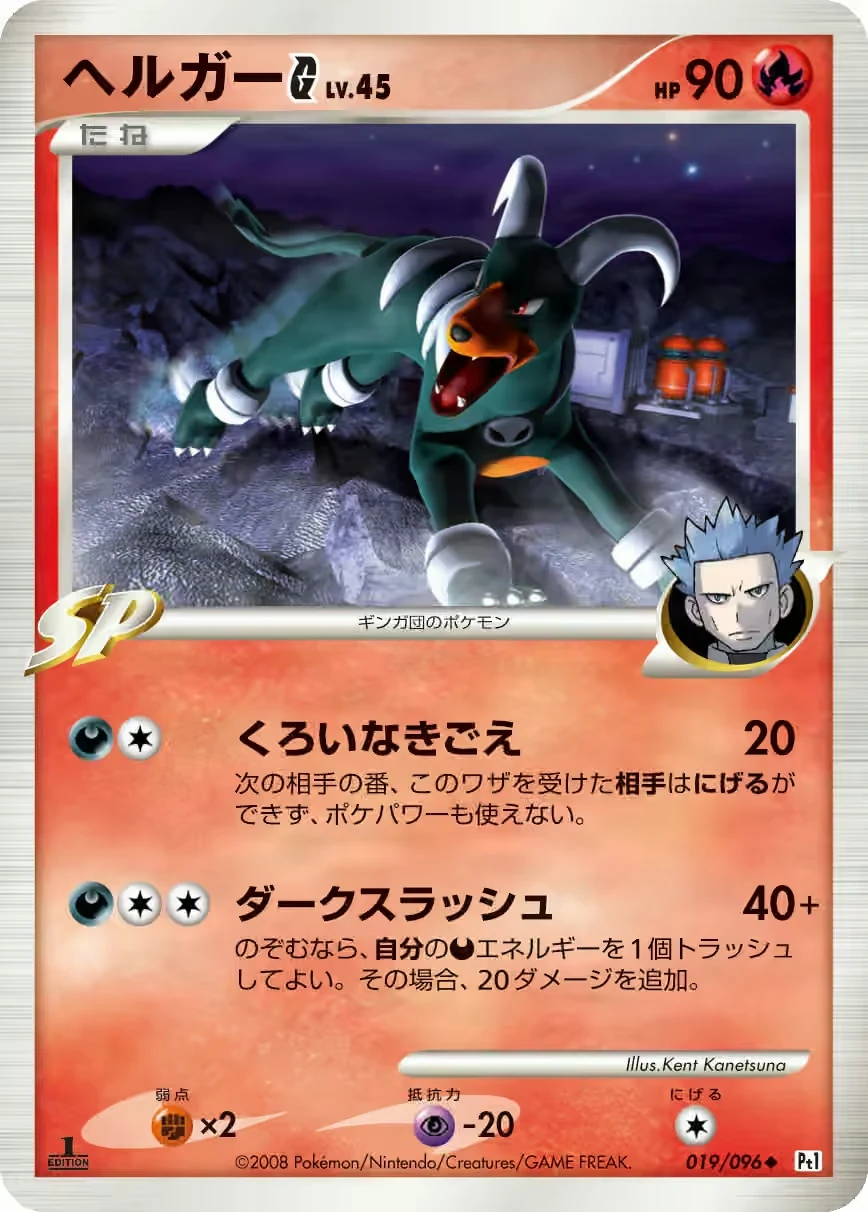 ヘルガーG LV.45 HP 90
たね
SP
ギンガ団のポケモン
くろいなきごえ 20
次の相手の番、このワザを受けた相手はにげるが
できず、ポケパワーも使えない。
ダークスラッシュ 40+
のぞむなら、自分のエネルギーを1個トラッシュ
してよい。その場合、20ダメージを追加。
Illus.Kent Kanetsuna
弱点 抵抗力 にげる
×2 -20
1 EDITION
©2008 Pokémon/Nintendo/Creatures/GAME FREAK. 019/096 Pt1